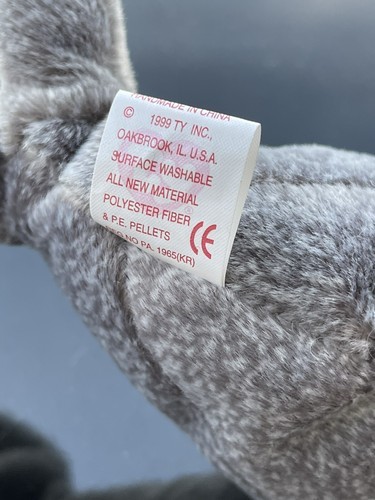 HANDMADE IN CHINA
© 1999 TY INC.,
OAKBROOK, IL. U.S.A.
SURFACE WASHABLE
ALL NEW MATERIAL
POLYESTER FIBER
& P.E. PELLETS CE
NO PA. 1965(KR)